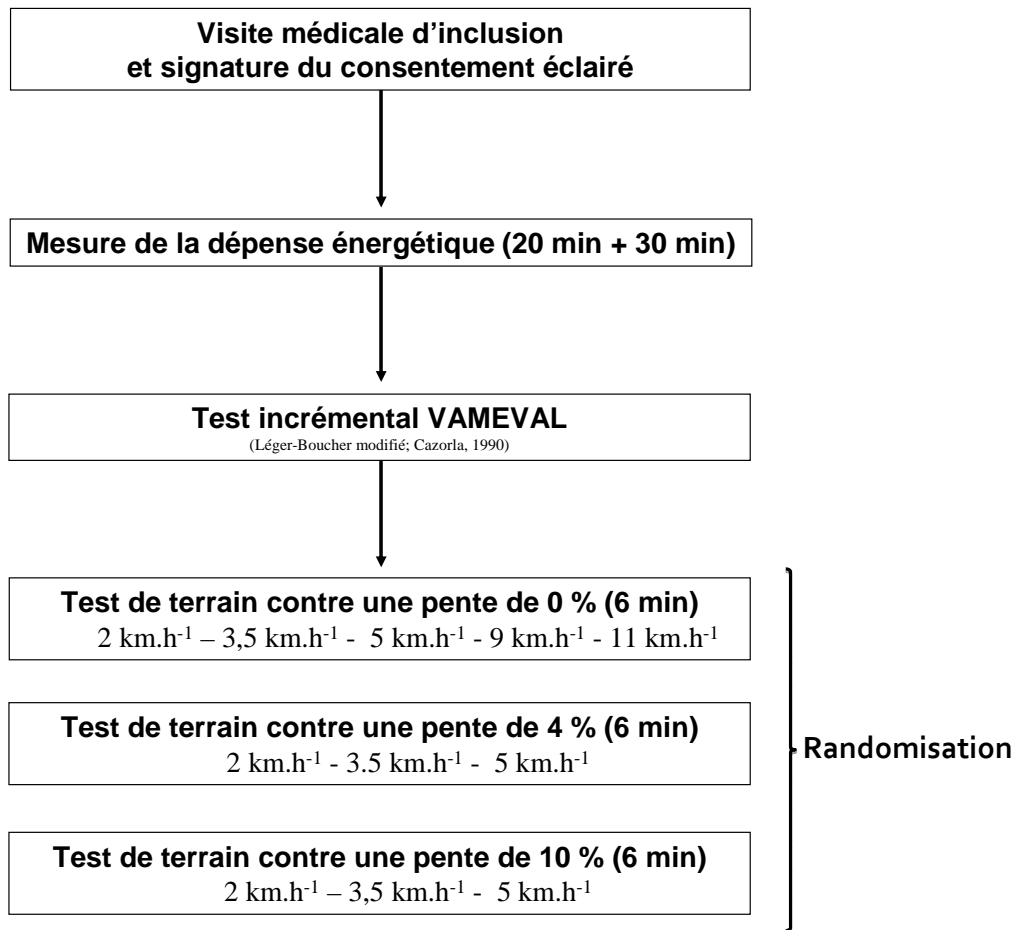 Visite médicale d’inclusion
et signature du consentement éclairé
Mesure de la dépense énergétique (20 min + 30 min)
Test incrémental VAMEVAL
(Léger-Boucher modifié; Cazorla, 1990)
Test de terrain contre une pente de 0 % (6 min)
2 km.h⁻¹ – 3,5 km.h⁻¹ - 5 km.h⁻¹ - 9 km.h⁻¹ - 11 km.h⁻¹
Test de terrain contre une pente de 4 % (6 min)
2 km.h⁻¹ - 3.5 km.h⁻¹ - 5 km.h⁻¹
Randomisation
Test de terrain contre une pente de 10 % (6 min)
2 km.h⁻¹ – 3,5 km.h⁻¹ - 5 km.h⁻¹